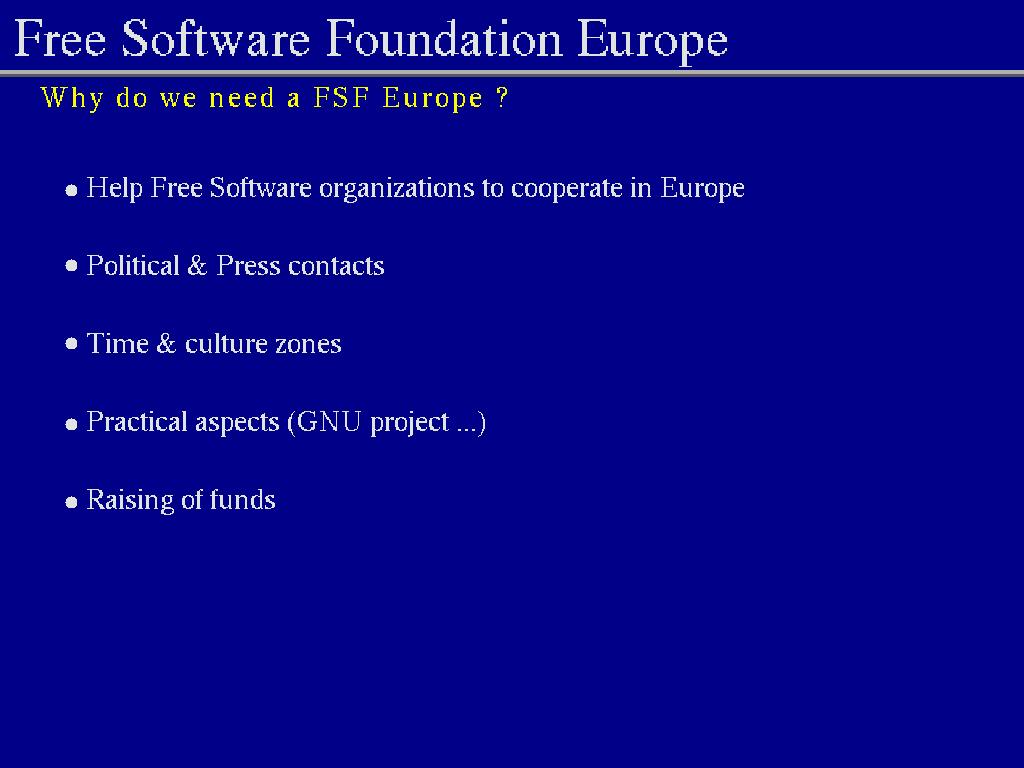 Free Software Foundation Europe
Why do we need a FSF Europe ?
● Help Free Software organizations to cooperate in Europe
● Political & Press contacts
● Time & culture zones
● Practical aspects (GNU project ...)
● Raising of funds